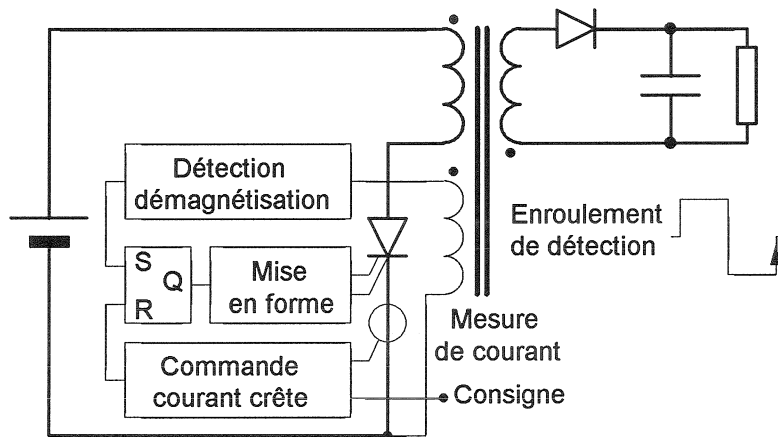 Détection
démagnétisation
Enroulement
de détection
S
Q
R
Mise
en forme
Mesure
de courant
Commande
courant crête
Consigne